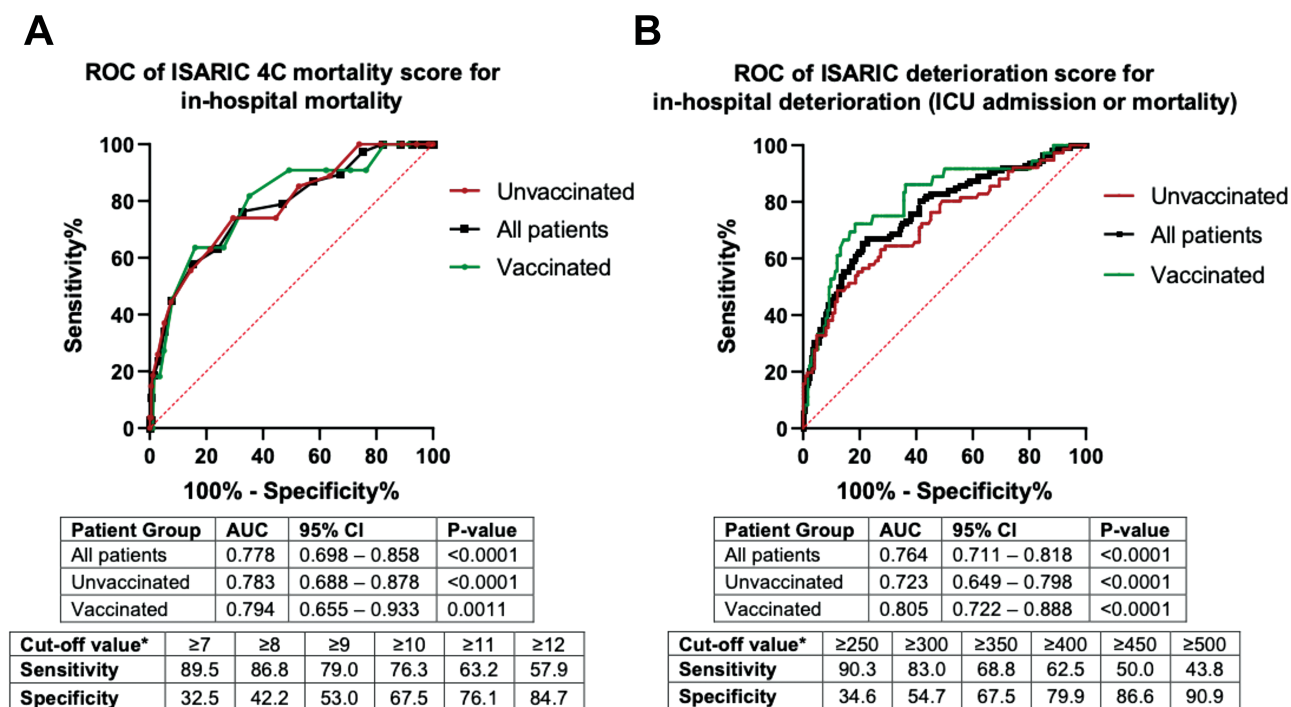 A
ROC of ISARIC 4C mortality score for
in-hospital mortality
100
80
60
40
20
0
Sensitivity%
0 20 40 60 80 100
100% - Specificity%
Unvaccinated
All patients
Vaccinated
Patient Group AUC 95% CI P-value
All patients 0.778 0.698 – 0.858 <0.0001
Unvaccinated 0.783 0.688 – 0.878 <0.0001
Vaccinated 0.794 0.655 – 0.933 0.0011
Cut-off value* ≥7 ≥8 ≥9 ≥10 ≥11 ≥12
Sensitivity 89.5 86.8 79.0 76.3 63.2 57.9
Specificity 32.5 42.2 53.0 67.5 76.1 84.7
B
ROC of ISARIC deterioration score for
in-hospital deterioration (ICU admission or mortality)
100
80
60
40
20
0
Sensitivity%
0 20 40 60 80 100
100% - Specificity%
Unvaccinated
All patients
Vaccinated
Patient Group AUC 95% CI P-value
All patients 0.764 0.711 – 0.818 <0.0001
Unvaccinated 0.723 0.649 – 0.798 <0.0001
Vaccinated 0.805 0.722 – 0.888 <0.0001
Cut-off value* ≥250 ≥300 ≥350 ≥400 ≥450 ≥500
Sensitivity 90.3 83.0 68.8 62.5 50.0 43.8
Specificity 34.6 54.7 67.5 79.9 86.6 90.9